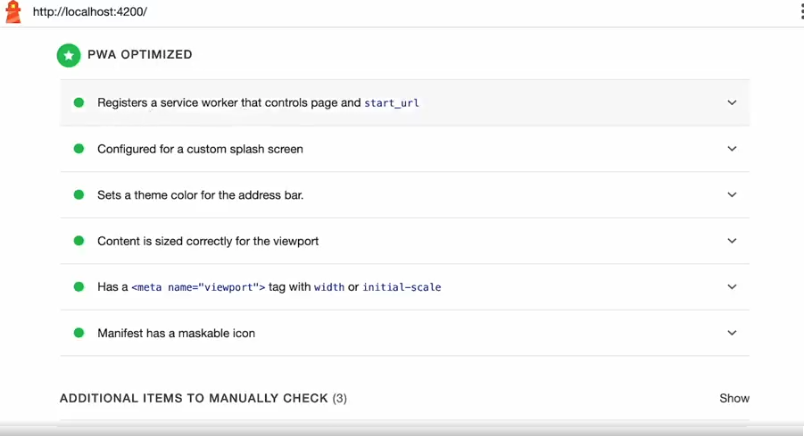 http://localhost:4200/
PWA OPTIMIZED
Registers a service worker that controls page and start_url
Configured for a custom splash screen
Sets a theme color for the address bar.
Content is sized correctly for the viewport
Has a <meta name="viewport"> tag with width or initial-scale
Manifest has a maskable icon
ADDITIONAL ITEMS TO MANUALLY CHECK (3) Show